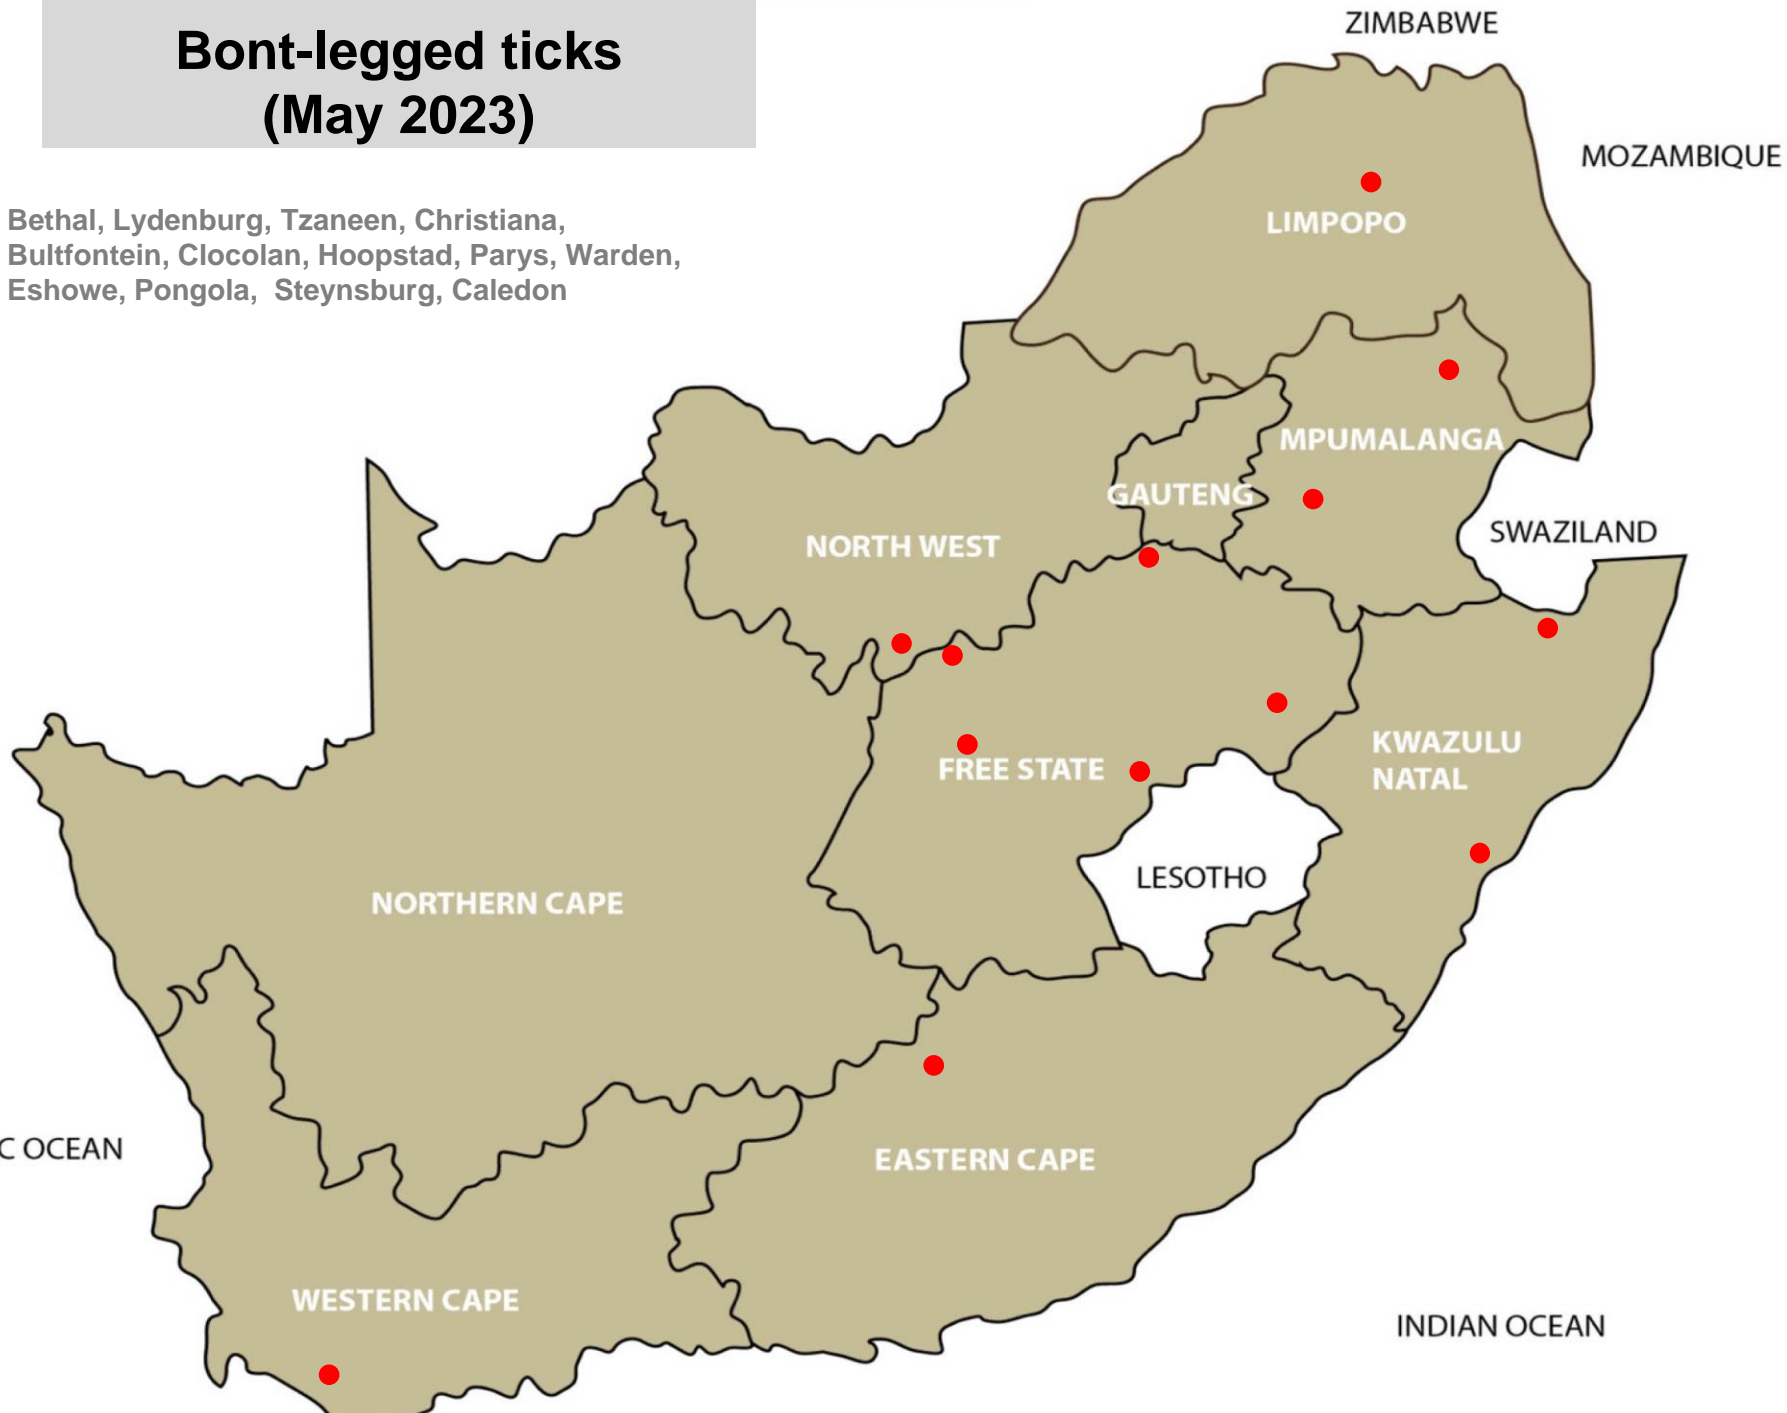 Bont-legged ticks
(May 2023)
Bethal, Lydenburg, Tzaneen, Christiana,
Bultfontein, Clocolan, Hoopstad, Parys, Warden,
Eshowe, Pongola, Steynsburg, Caledon
ZIMBABWE
MOZAMBIQUE
LIMPOPO
MPUMALANGA
GAUTENG
SWAZILAND
NORTH WEST
KWAZULU
NATAL
FREE STATE
LESOTHO
NORTHERN CAPE
C OCEAN
EASTERN CAPE
WESTERN CAPE
INDIAN OCEAN